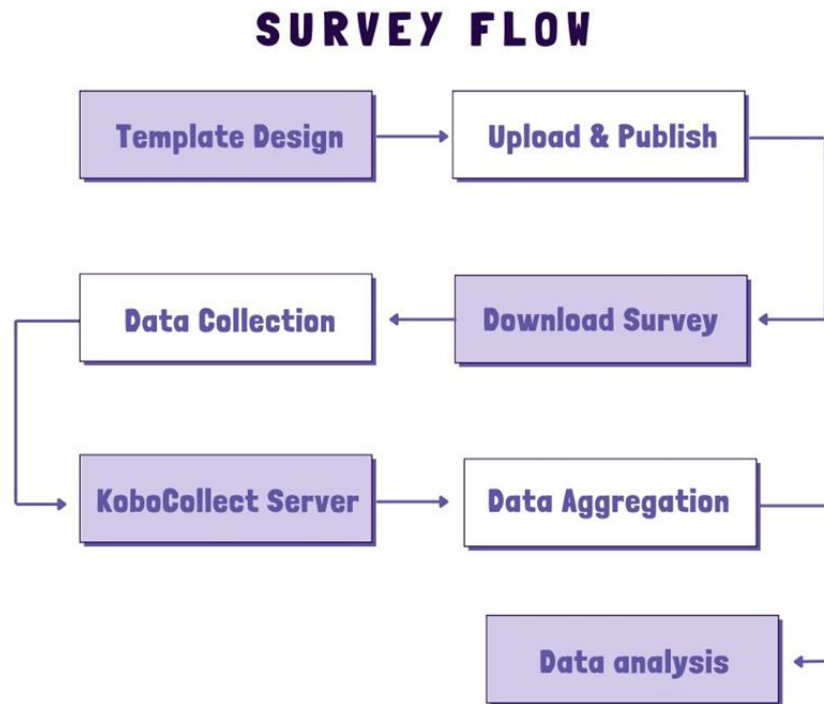 SURVEY FLOW
Template Design
Upload & Publish
Data Collection
Download Survey
KoboCollect Server
Data Aggregation
Data analysis